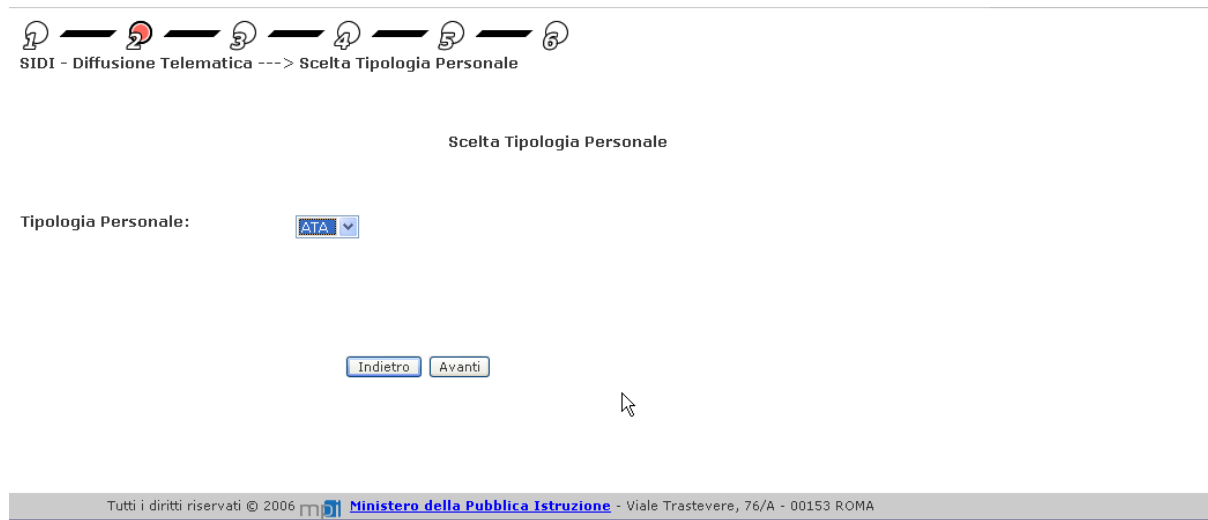 1 2 3 4 5 6
SIDI - Diffusione Telematica ---> Scelta Tipologia Personale
Scelta Tipologia Personale
Tipologia Personale: ATA
Indietro Avanti
Tutti i diritti riservati © 2006 mpi Ministero della Pubblica Istruzione - Viale Trastevere, 76/A - 00153 ROMA